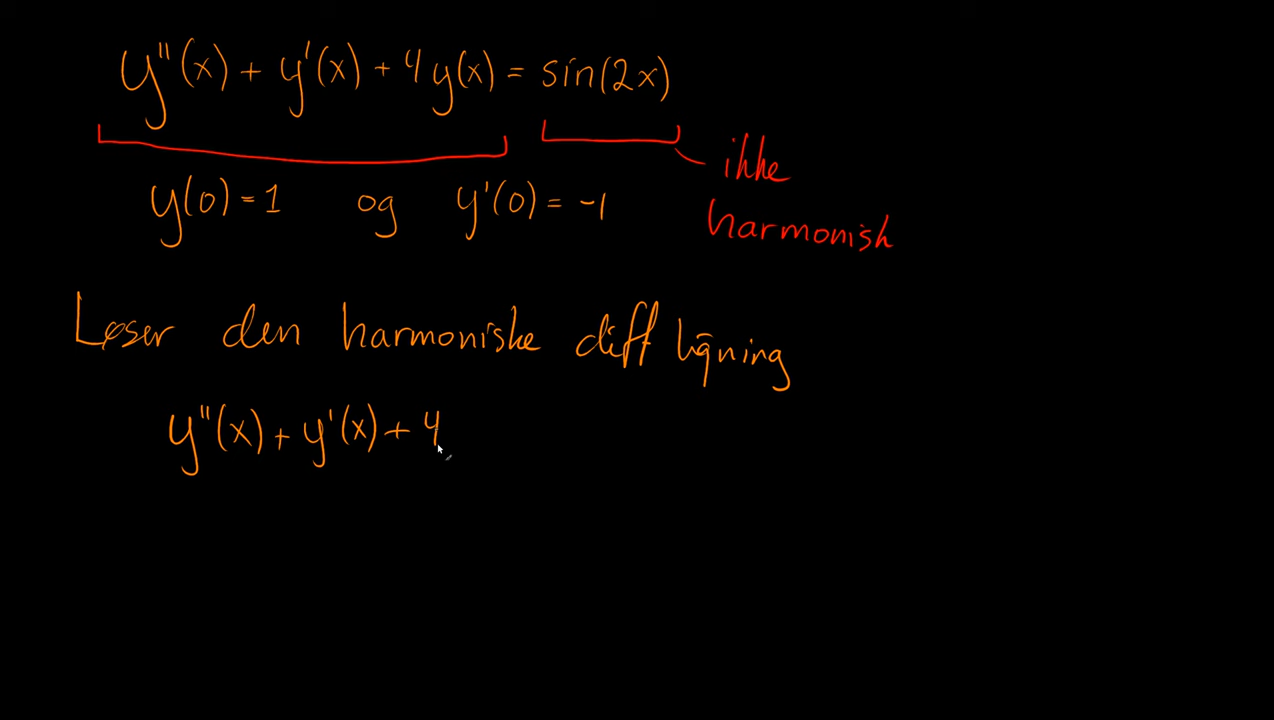 y''(x) + y'(x) + 4y(x) = sin(2x)
ikke
y(0) = 1 og y'(0) = -1
harmonisk
Løser den harmoniske diff ligning
y''(x) + y'(x) + 4